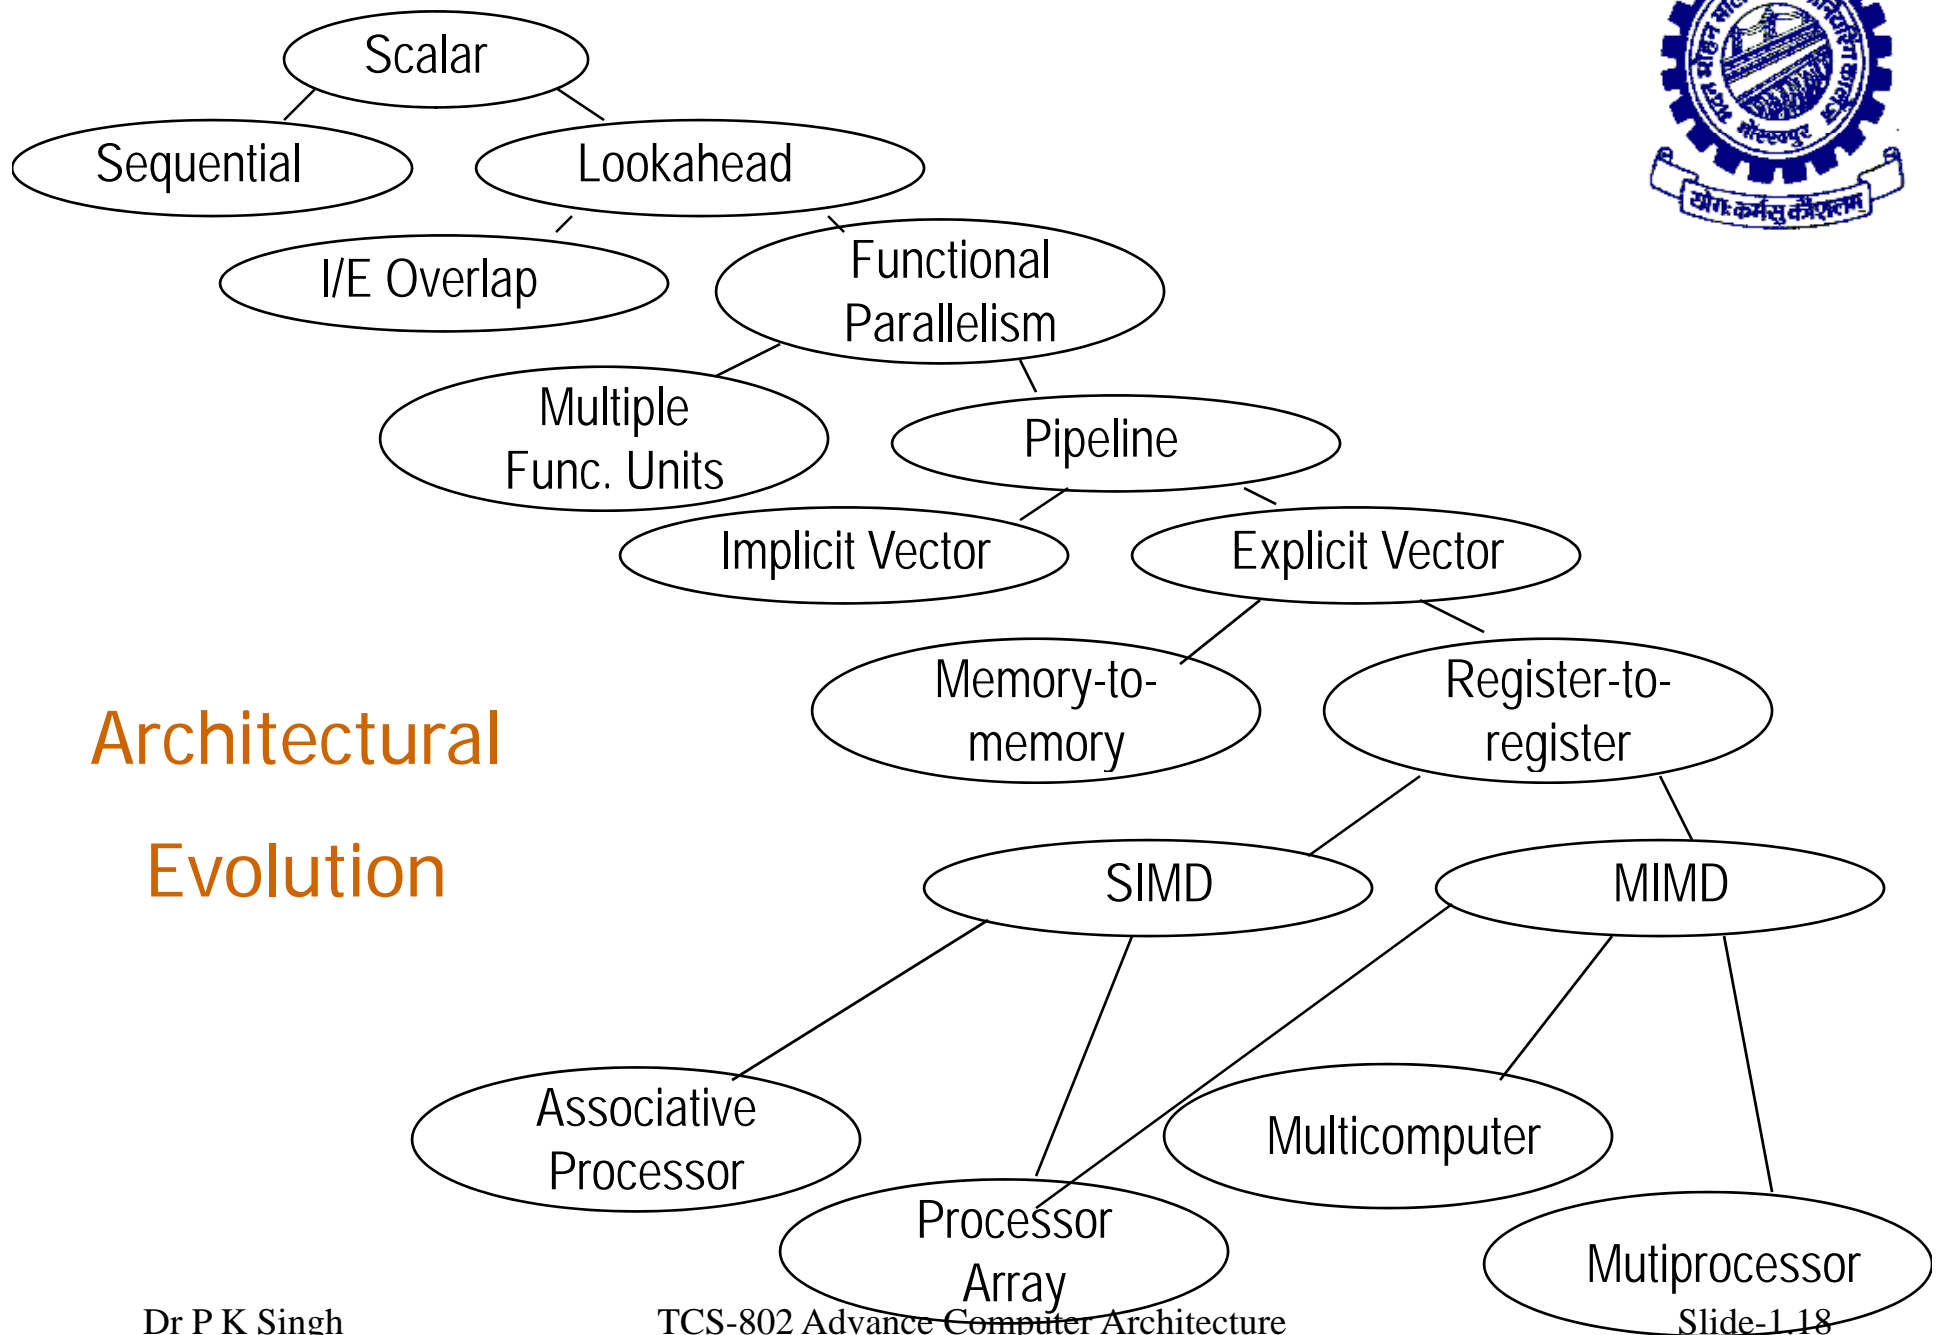 Scalar
Sequential
Lookahead
I/E Overlap
Functional
Parallelism
Multiple
Func. Units
Pipeline
Implicit Vector
Explicit Vector
Memory-to-
memory
Register-to-
register
Architectural
Evolution
SIMD
MIMD
Associative
Processor
Processor
Array
Multicomputer
Mutiprocessor
Dr P K Singh
TCS-802 Advance Computer Architecture
Slide-1.18